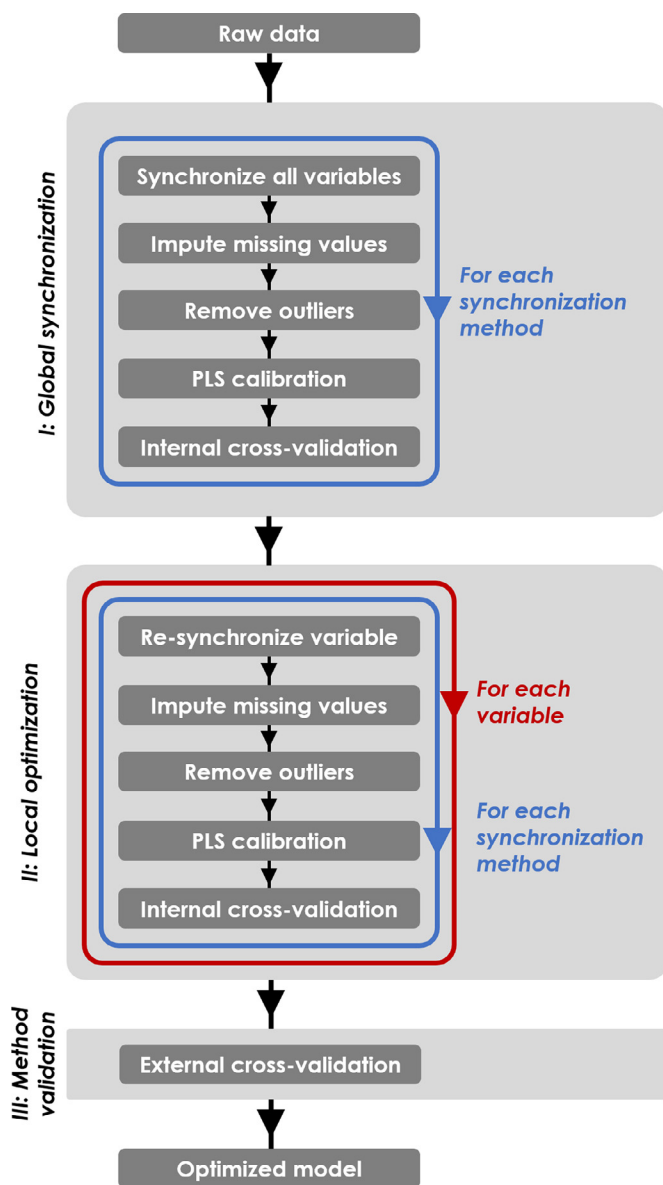 Raw data
I: Global synchronization
Synchronize all variables
Impute missing values
Remove outliers
PLS calibration
Internal cross-validation
For each
synchronization
method
II: Local optimization
Re-synchronize variable
Impute missing values
Remove outliers
PLS calibration
Internal cross-validation
For each
variable
For each
synchronization
method
III: Method
validation
External cross-validation
Optimized model